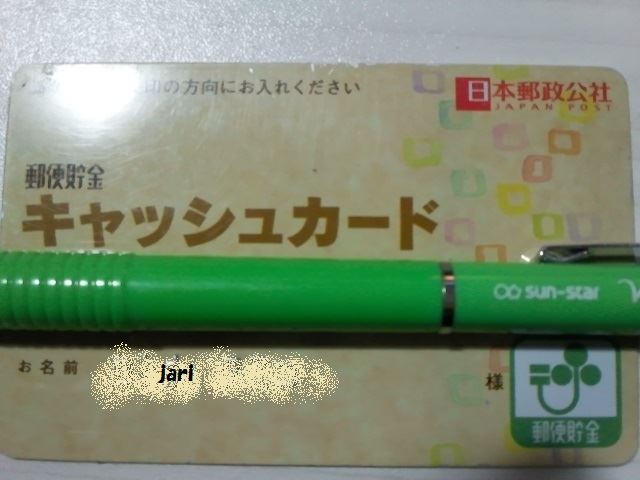 印の方向にお入れください
日本郵政公社
JAPAN POST
郵便貯金
キャッシュカード
sun-star
お名前
jarl
様
郵便貯金